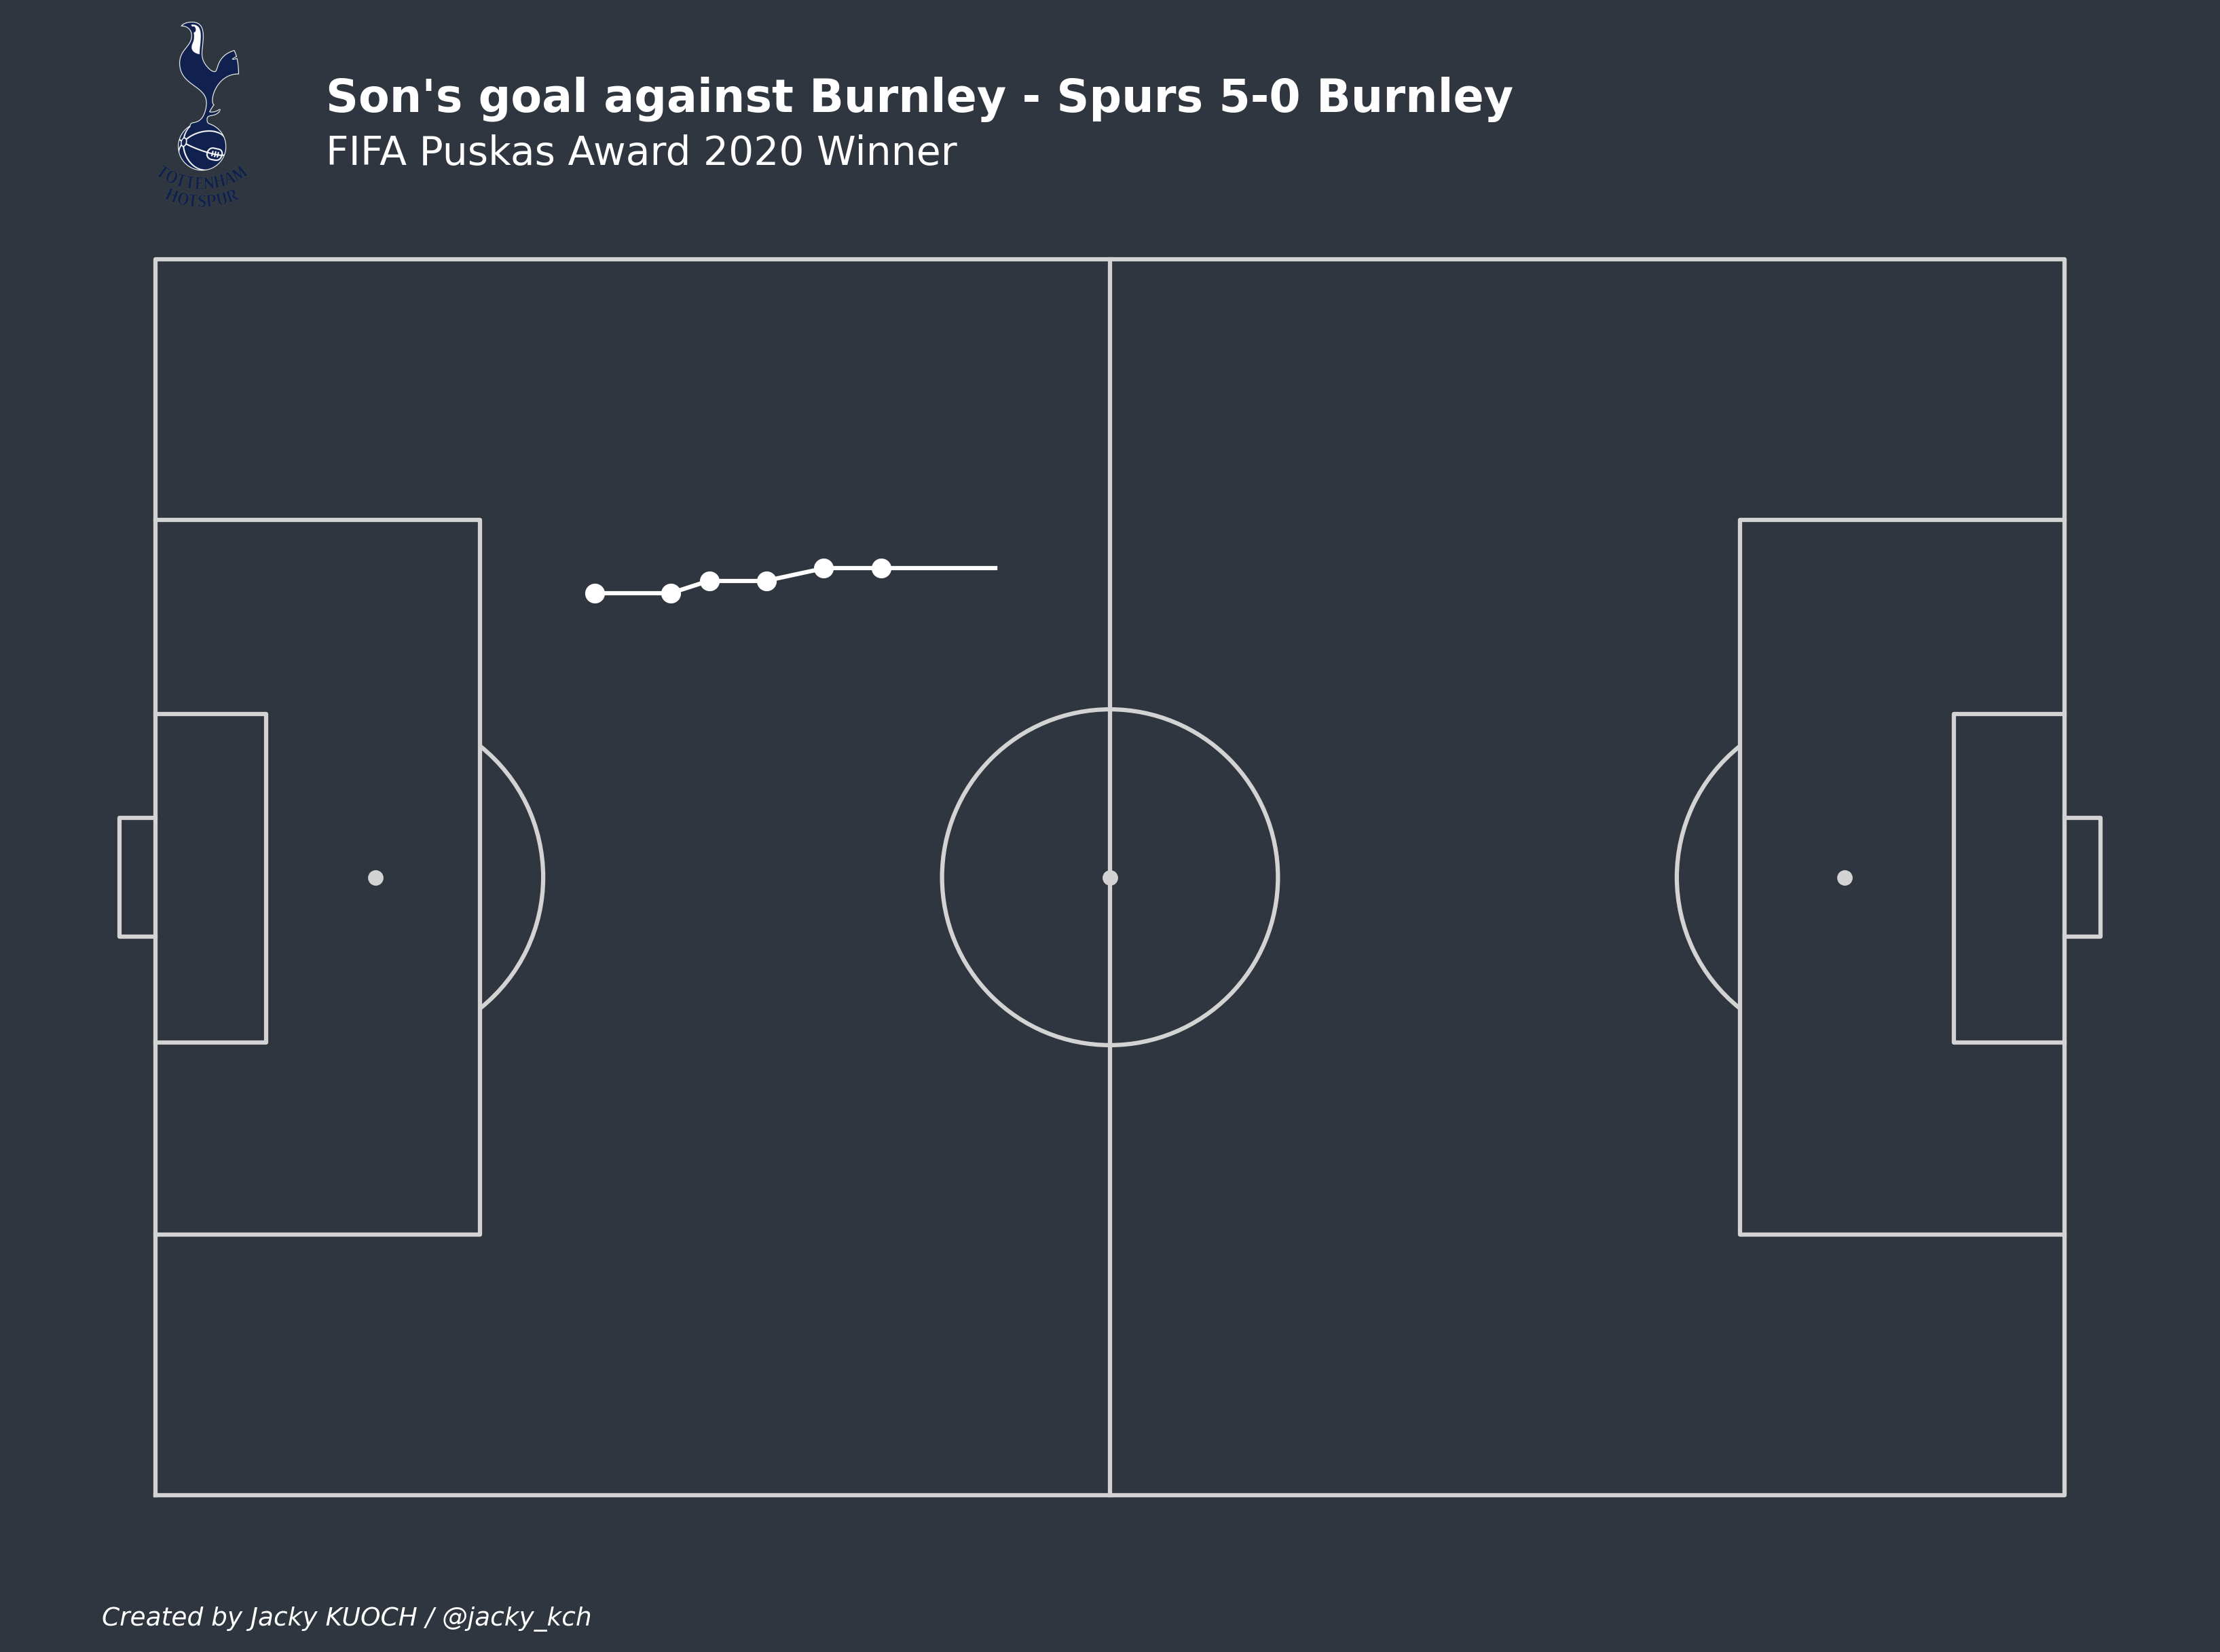 Son's goal against Burnley - Spurs 5-0 Burnley
FIFA Puskas Award 2020 Winner
TOTTENHAM
HOTSPUR
Created by Jacky KUOCH / @jacky_kch